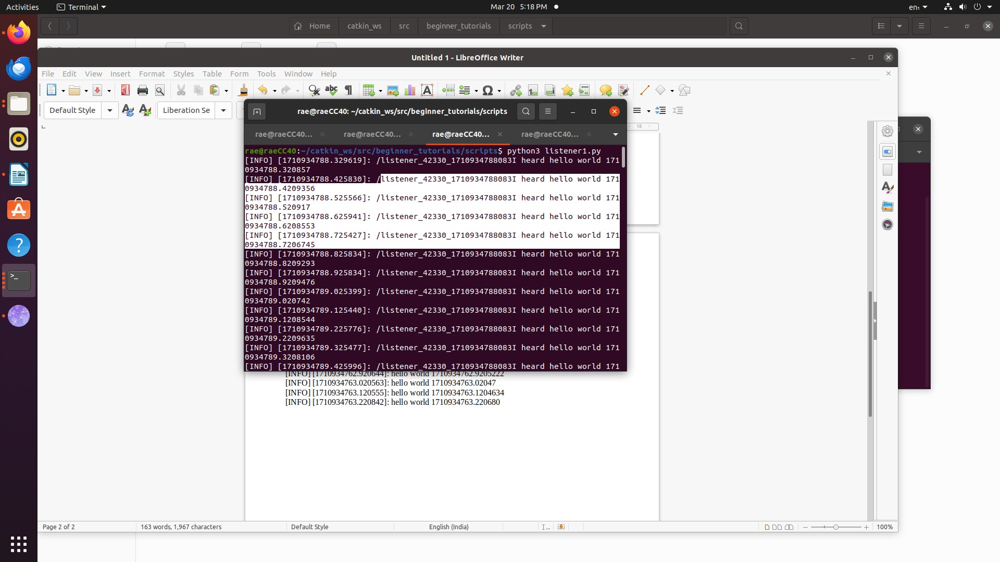 Activities Terminal Mar 20 5:18 PM en₁
Home catkin_ws src beginner_tutorials scripts
Untitled 1 - LibreOffice Writer
File Edit View Insert Format Styles Table Form Tools Window Help
Default Style Liberation Se
rae@raeCC40: ~/catkin_ws/src/beginner_tutorials/scripts
rae@raeCC40... rae@raeCC40... rae@raeCC40... rae@raeCC40...
18
rae@raeCC40:~/catkin_ws/src/beginner_tutorials/scripts$ python3 listener1.py
[INFO] [1710934788.329619]: /listener_42330_1710934788083I heard hello world 171
0934788.320857
[INFO] [1710934788.425830]: /listener_42330_1710934788083I heard hello world 171
0934788.4209356
[INFO] [1710934788.525566]: /listener_42330_1710934788083I heard hello world 171
0934788.520917
[INFO] [1710934788.625941]: /listener_42330_1710934788083I heard hello world 171
0934788.6208553
[INFO] [1710934788.725427]: /listener_42330_1710934788083I heard hello world 171
0934788.7206745
[INFO] [1710934788.825834]: /listener_42330_1710934788083I heard hello world 171
0934788.8209293
[INFO] [1710934788.925834]: /listener_42330_1710934788083I heard hello world 171
0934788.9209476
[INFO] [1710934789.025399]: /listener_42330_1710934788083I heard hello world 171
0934789.020742
[INFO] [1710934789.125440]: /listener_42330_1710934788083I heard hello world 171
0934789.1208544
[INFO] [1710934789.225776]: /listener_42330_1710934788083I heard hello world 171
0934789.2209635
[INFO] [1710934789.325477]: /listener_42330_1710934788083I heard hello world 171
0934789.3208106
[INFO] [1710934789.425996]: /listener_42330_1710934788083I heard hello world 171
[INFO] [1710934762.920644]: hello world 1710934762.9205222
[INFO] [1710934763.020563]: hello world 1710934763.02047
[INFO] [1710934763.120555]: hello world 1710934763.1204634
[INFO] [1710934763.220842]: hello world 1710934763.220680
Page 2 of 2 163 words, 1,967 characters Default Style English (India) 100%